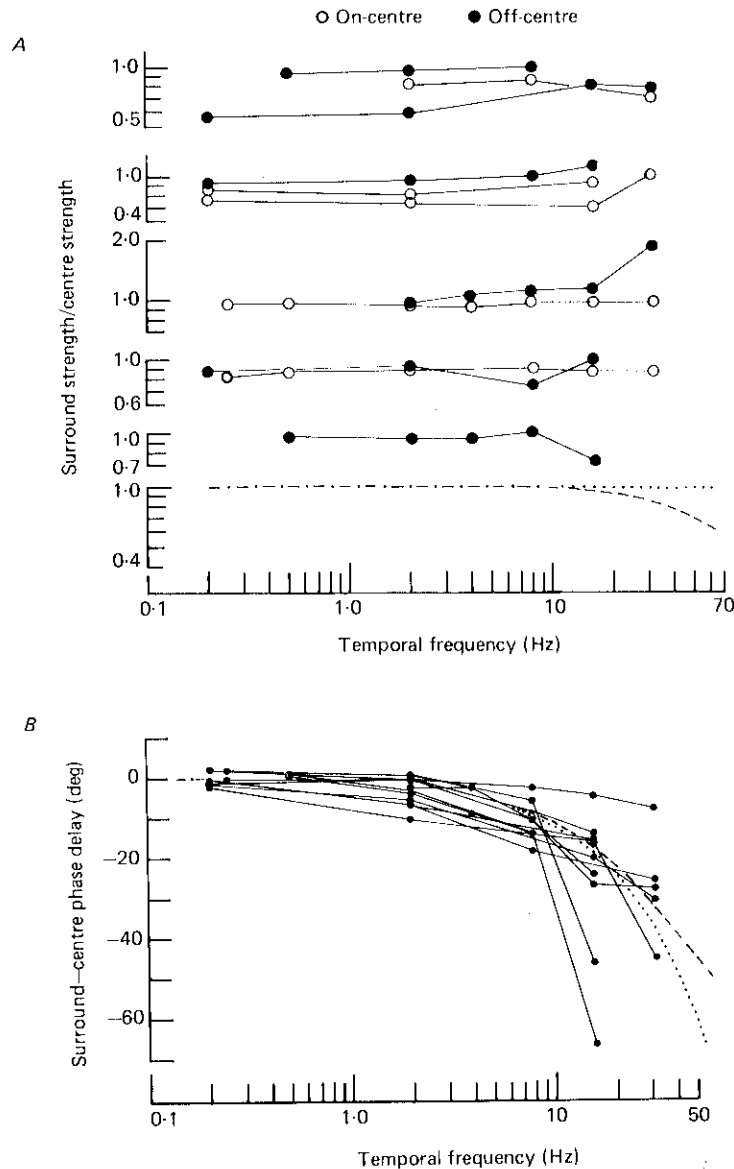 ○ On-centre ● Off-centre
A
1·0
0·5
1·0
0·4
2·0
1·0
1·0
0·6
1·0
0·7
1·0
0·4
Surround strength/centre strength
0·1 1·0 10 70
Temporal frequency (Hz)
B
0
−20
−40
−60
Surround–centre phase delay (deg)
0·1 1·0 10 50
Temporal frequency (Hz)